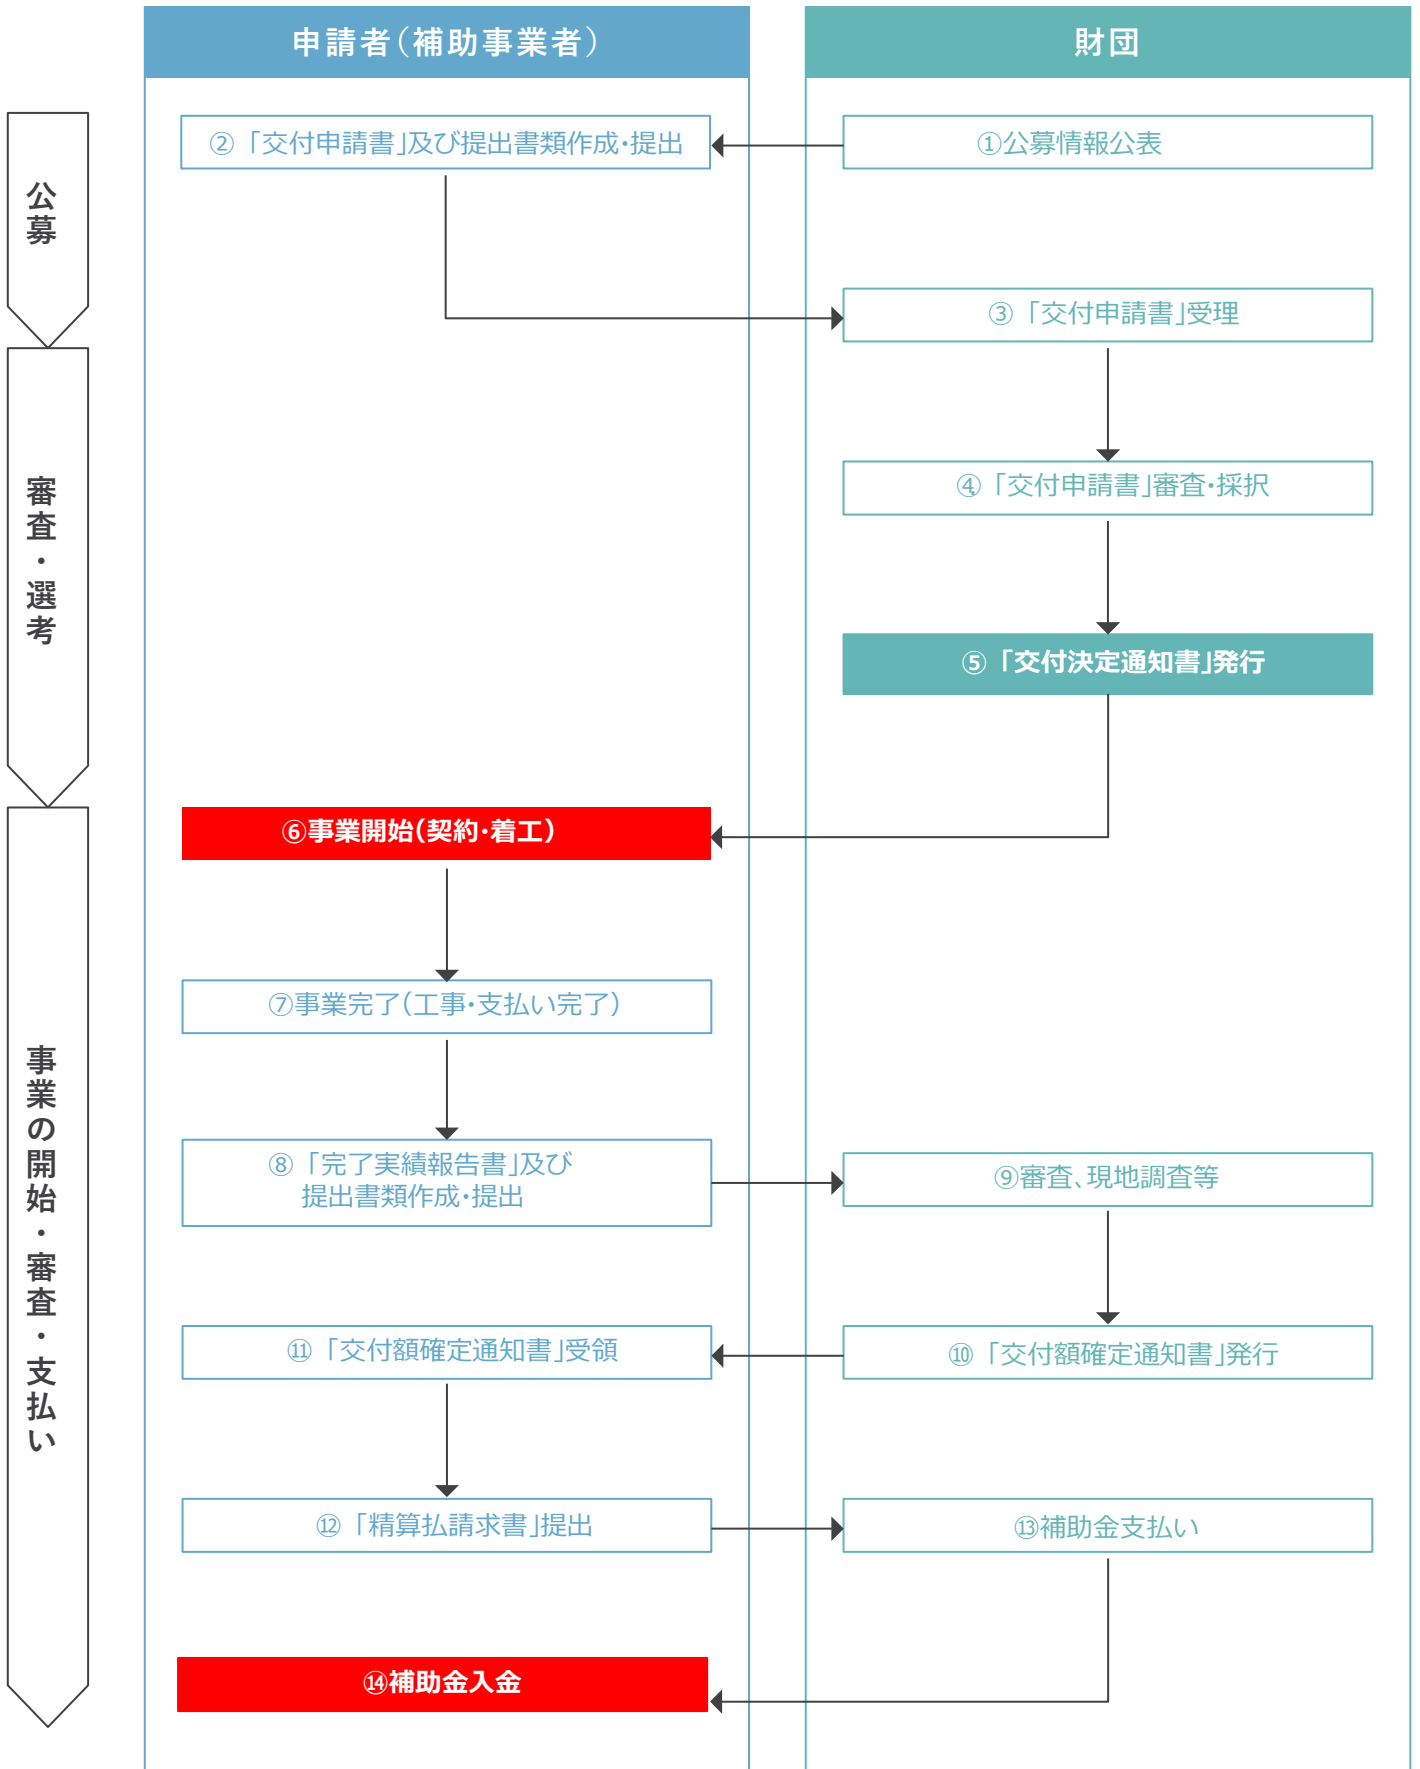 申請者（補助事業者）
財団
公募
②「交付申請書」及び提出書類作成・提出
①公募情報公表
③「交付申請書」受理
審査・選考
④「交付申請書」審査・採択
⑤「交付決定通知書」発行
事業の開始・審査・支払い
⑥事業開始（契約・着工）
⑦事業完了（工事・支払い完了）
⑧「完了実績報告書」及び
提出書類作成・提出
⑨審査、現地調査等
⑪「交付額確定通知書」受領
⑩「交付額確定通知書」発行
⑫「精算払請求書」提出
⑬補助金支払い
⑭補助金入金